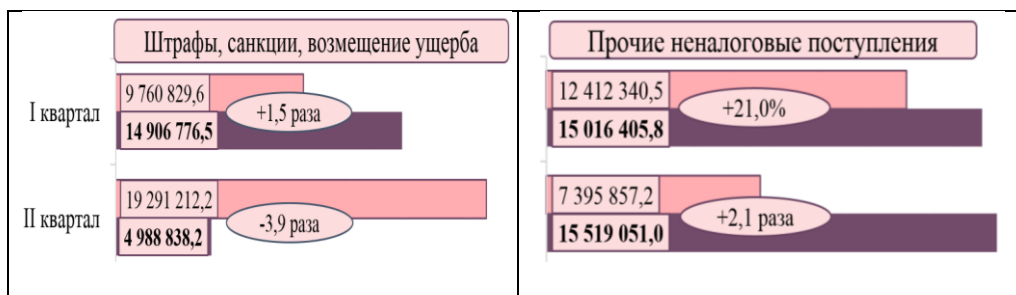 Штрафы, санкции, возмещение ущерба
I квартал
9 760 829,6
+1,5 раза
14 906 776,5
II квартал
19 291 212,2
-3,9 раза
4 988 838,2
Прочие неналоговые поступления
12 412 340,5
+21,0%
15 016 405,8
7 395 857,2
+2,1 раза
15 519 051,0